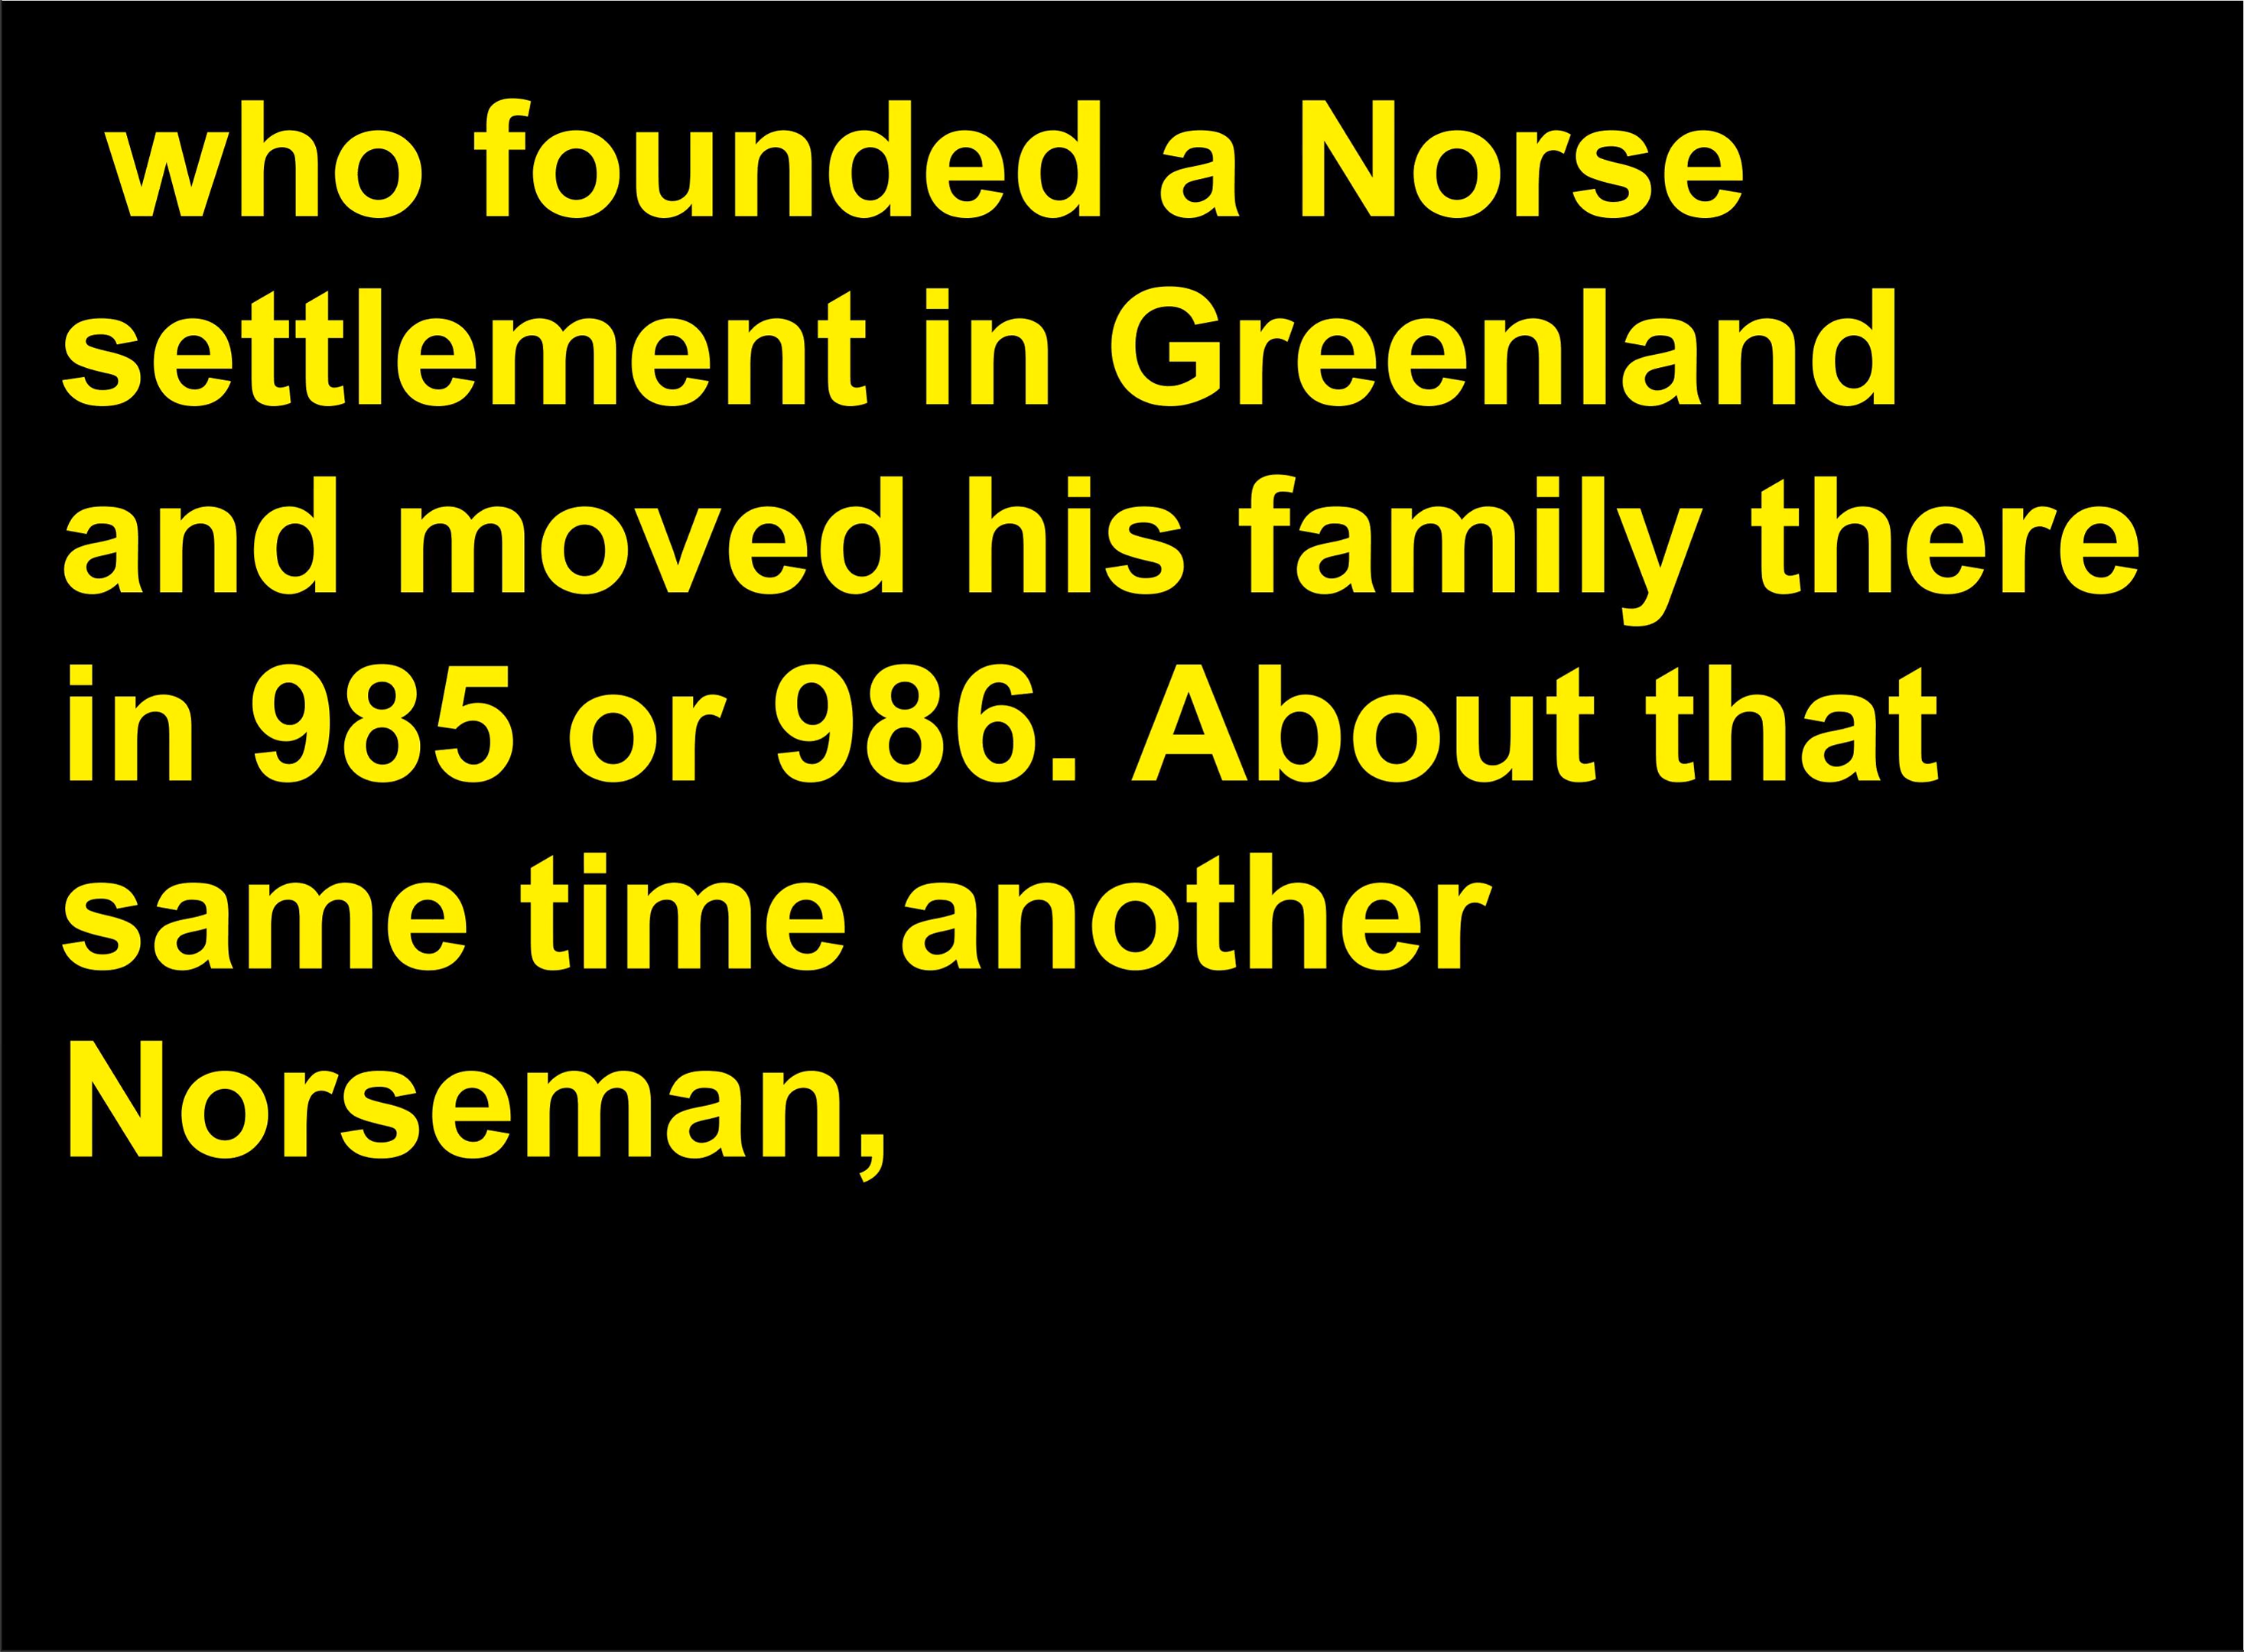 who founded a Norse
settlement in Greenland
and moved his family there
in 985 or 986. About that
same time another
Norseman,